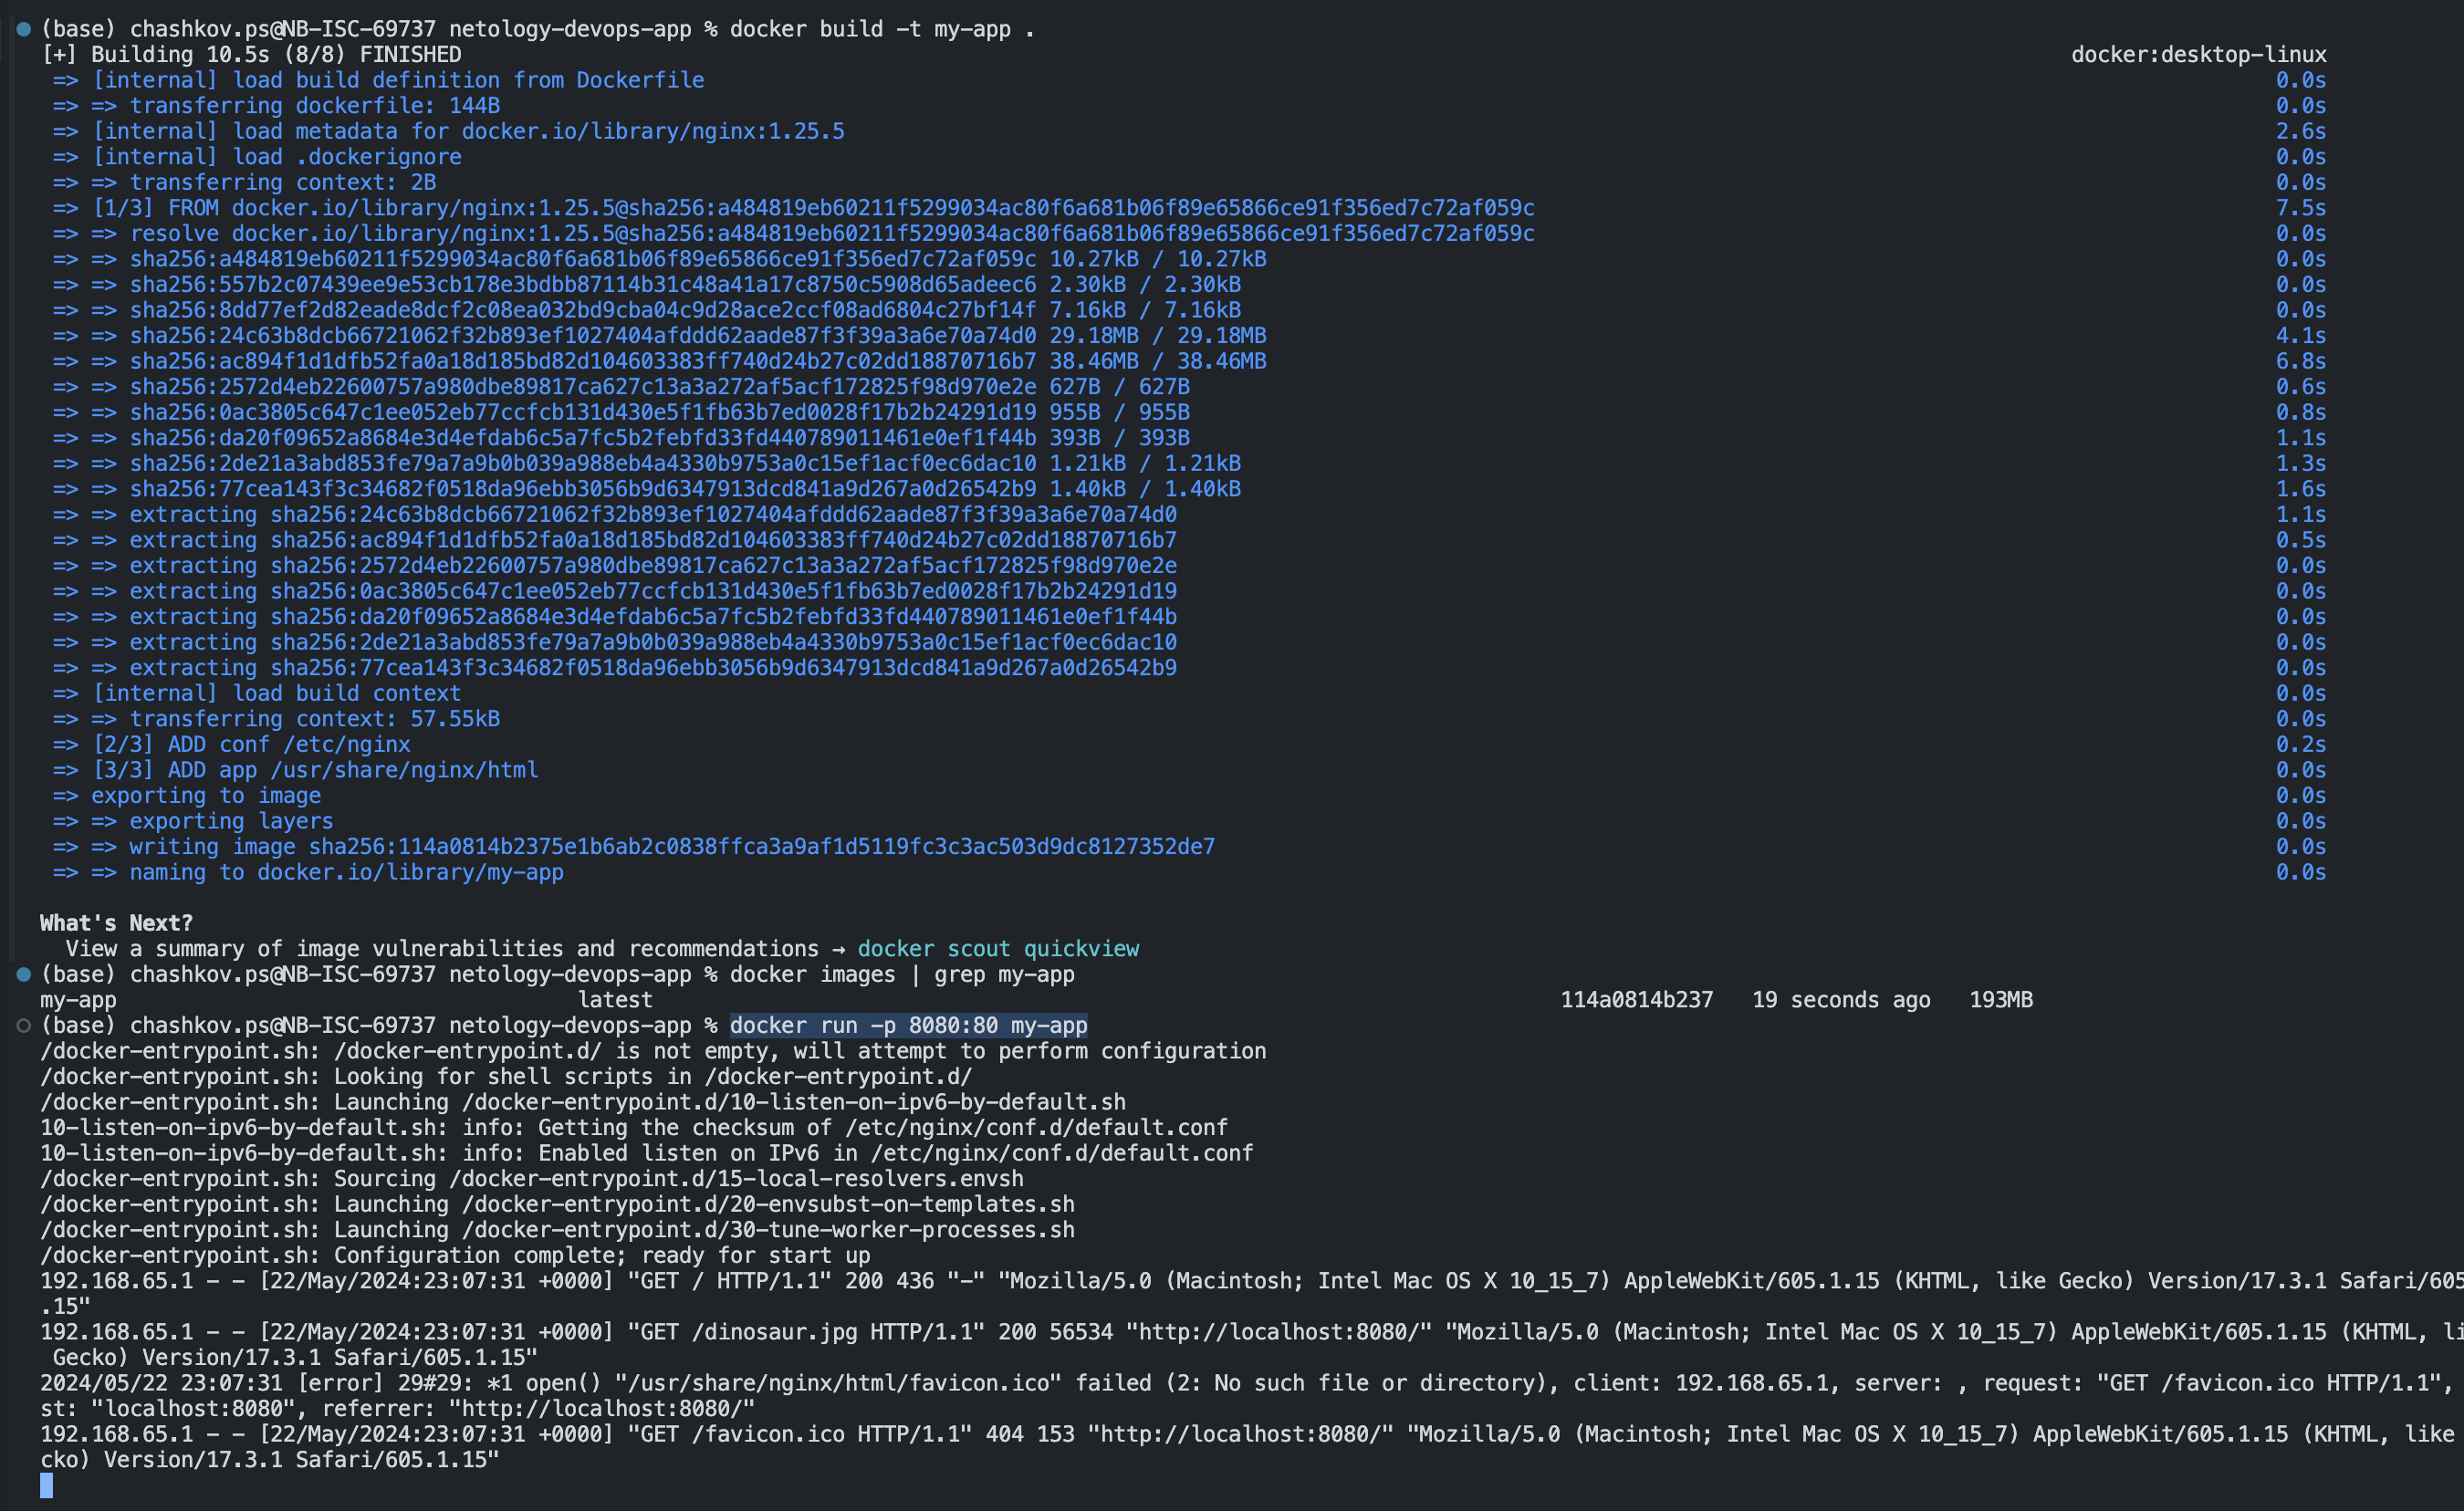 (base) chashkov.ps@NB-ISC-69737 netology-devops-app % docker build -t my-app .
[+] Building 10.5s (8/8) FINISHED docker:desktop-linux
=> [internal] load build definition from Dockerfile 0.0s
=> => transferring dockerfile: 144B 0.0s
=> [internal] load metadata for docker.io/library/nginx:1.25.5 2.6s
=> [internal] load .dockerignore 0.0s
=> => transferring context: 2B 0.0s
=> [1/3] FROM docker.io/library/nginx:1.25.5@sha256:a484819eb60211f5299034ac80f6a681b06f89e65866ce91f356ed7c72af059c 7.5s
=> => resolve docker.io/library/nginx:1.25.5@sha256:a484819eb60211f5299034ac80f6a681b06f89e65866ce91f356ed7c72af059c 0.0s
=> => sha256:a484819eb60211f5299034ac80f6a681b06f89e65866ce91f356ed7c72af059c 10.27kB / 10.27kB 0.0s
=> => sha256:557b2c07439ee9e53cb178e3bdbb87114b31c48a41a17c8750c5908d65adeec6 2.30kB / 2.30kB 0.0s
=> => sha256:8dd77ef2d82eade8dcf2c08ea032bd9cba04c9d28ace2ccf08ad6804c27bf14f 7.16kB / 7.16kB 0.0s
=> => sha256:24c63b8dcb66721062f32b893ef1027404afddd62aade87f3f39a3a6e70a74d0 29.18MB / 29.18MB 4.1s
=> => sha256:ac894f1d1dfb52fa0a18d185bd82d104603383ff740d24b27c02dd18870716b7 38.46MB / 38.46MB 6.8s
=> => sha256:2572d4eb22600757a980dbe89817ca627c13a3a272af5acf172825f98d970e2e 627B / 627B 0.6s
=> => sha256:0ac3805c647c1ee052eb77ccfcb131d430e5f1fb63b7ed0028f17b2b24291d19 955B / 955B 0.8s
=> => sha256:da20f09652a8684e3d4efdab6c5a7fc5b2febfd33fd440789011461e0ef1f44b 393B / 393B 1.1s
=> => sha256:2de21a3abd853fe79a7a9b0b039a988eb4a4330b9753a0c15ef1acf0ec6dac10 1.21kB / 1.21kB 1.3s
=> => sha256:77cea143f3c34682f0518da96ebb3056b9d6347913dcd841a9d267a0d26542b9 1.40kB / 1.40kB 1.6s
=> => extracting sha256:24c63b8dcb66721062f32b893ef1027404afddd62aade87f3f39a3a6e70a74d0 1.1s
=> => extracting sha256:ac894f1d1dfb52fa0a18d185bd82d104603383ff740d24b27c02dd18870716b7 0.5s
=> => extracting sha256:2572d4eb22600757a980dbe89817ca627c13a3a272af5acf172825f98d970e2e 0.0s
=> => extracting sha256:0ac3805c647c1ee052eb77ccfcb131d430e5f1fb63b7ed0028f17b2b24291d19 0.0s
=> => extracting sha256:da20f09652a8684e3d4efdab6c5a7fc5b2febfd33fd440789011461e0ef1f44b 0.0s
=> => extracting sha256:2de21a3abd853fe79a7a9b0b039a988eb4a4330b9753a0c15ef1acf0ec6dac10 0.0s
=> => extracting sha256:77cea143f3c34682f0518da96ebb3056b9d6347913dcd841a9d267a0d26542b9 0.0s
=> [internal] load build context 0.0s
=> => transferring context: 57.55kB 0.0s
=> [2/3] ADD conf /etc/nginx 0.2s
=> [3/3] ADD app /usr/share/nginx/html 0.0s
=> exporting to image 0.0s
=> => exporting layers 0.0s
=> => writing image sha256:114a0814b2375e1b6ab2c0838ffca3a9af1d5119fc3c3ac503d9dc8127352de7 0.0s
=> => naming to docker.io/library/my-app 0.0s
What's Next?
View a summary of image vulnerabilities and recommendations → docker scout quickview
(base) chashkov.ps@NB-ISC-69737 netology-devops-app % docker images | grep my-app
my-app latest 114a0814b237 19 seconds ago 193MB
(base) chashkov.ps@NB-ISC-69737 netology-devops-app % docker run -p 8080:80 my-app
/docker-entrypoint.sh: /docker-entrypoint.d/ is not empty, will attempt to perform configuration
/docker-entrypoint.sh: Looking for shell scripts in /docker-entrypoint.d/
/docker-entrypoint.sh: Launching /docker-entrypoint.d/10-listen-on-ipv6-by-default.sh
10-listen-on-ipv6-by-default.sh: info: Getting the checksum of /etc/nginx/conf.d/default.conf
10-listen-on-ipv6-by-default.sh: info: Enabled listen on IPv6 in /etc/nginx/conf.d/default.conf
/docker-entrypoint.sh: Sourcing /docker-entrypoint.d/15-local-resolvers.envsh
/docker-entrypoint.sh: Launching /docker-entrypoint.d/20-envsubst-on-templates.sh
/docker-entrypoint.sh: Launching /docker-entrypoint.d/30-tune-worker-processes.sh
/docker-entrypoint.sh: Configuration complete; ready for start up
192.168.65.1 - - [22/May/2024:23:07:31 +0000] "GET / HTTP/1.1" 200 436 "-" "Mozilla/5.0 (Macintosh; Intel Mac OS X 10_15_7) AppleWebKit/605.1.15 (KHTML, like Gecko) Version/17.3.1 Safari/605
.15"
192.168.65.1 - - [22/May/2024:23:07:31 +0000] "GET /dinosaur.jpg HTTP/1.1" 200 56534 "http://localhost:8080/" "Mozilla/5.0 (Macintosh; Intel Mac OS X 10_15_7) AppleWebKit/605.1.15 (KHTML, li
Gecko) Version/17.3.1 Safari/605.1.15"
2024/05/22 23:07:31 [error] 29#29: *1 open() "/usr/share/nginx/html/favicon.ico" failed (2: No such file or directory), client: 192.168.65.1, server: , request: "GET /favicon.ico HTTP/1.1",
st: "localhost:8080", referrer: "http://localhost:8080/"
192.168.65.1 - - [22/May/2024:23:07:31 +0000] "GET /favicon.ico HTTP/1.1" 404 153 "http://localhost:8080/" "Mozilla/5.0 (Macintosh; Intel Mac OS X 10_15_7) AppleWebKit/605.1.15 (KHTML, like
cko) Version/17.3.1 Safari/605.1.15"